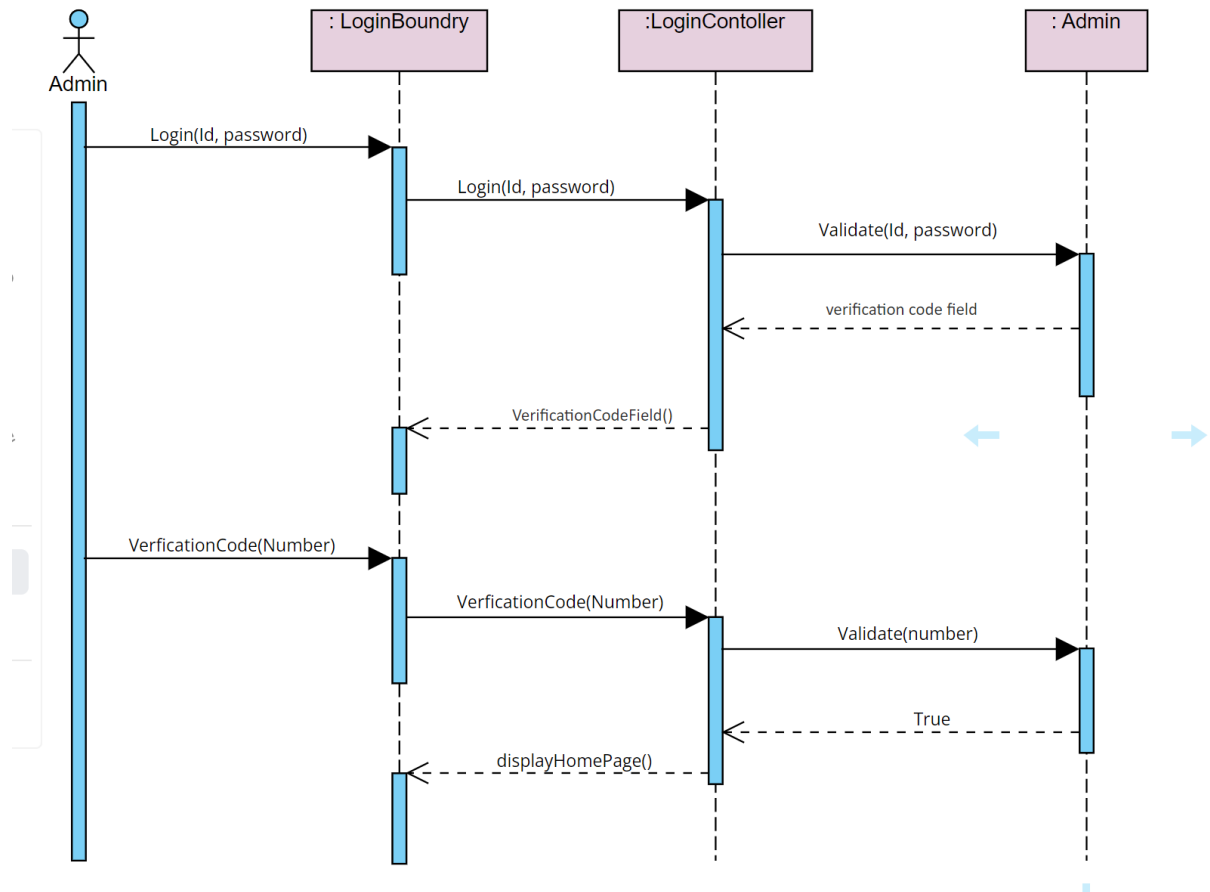 : LoginBoundry
:LoginContoller
: Admin
Admin
Login(Id, password)
Login(Id, password)
Validate(Id, password)
verification code field
VerificationCodeField()
VerficationCode(Number)
VerficationCode(Number)
Validate(number)
True
displayHomePage()